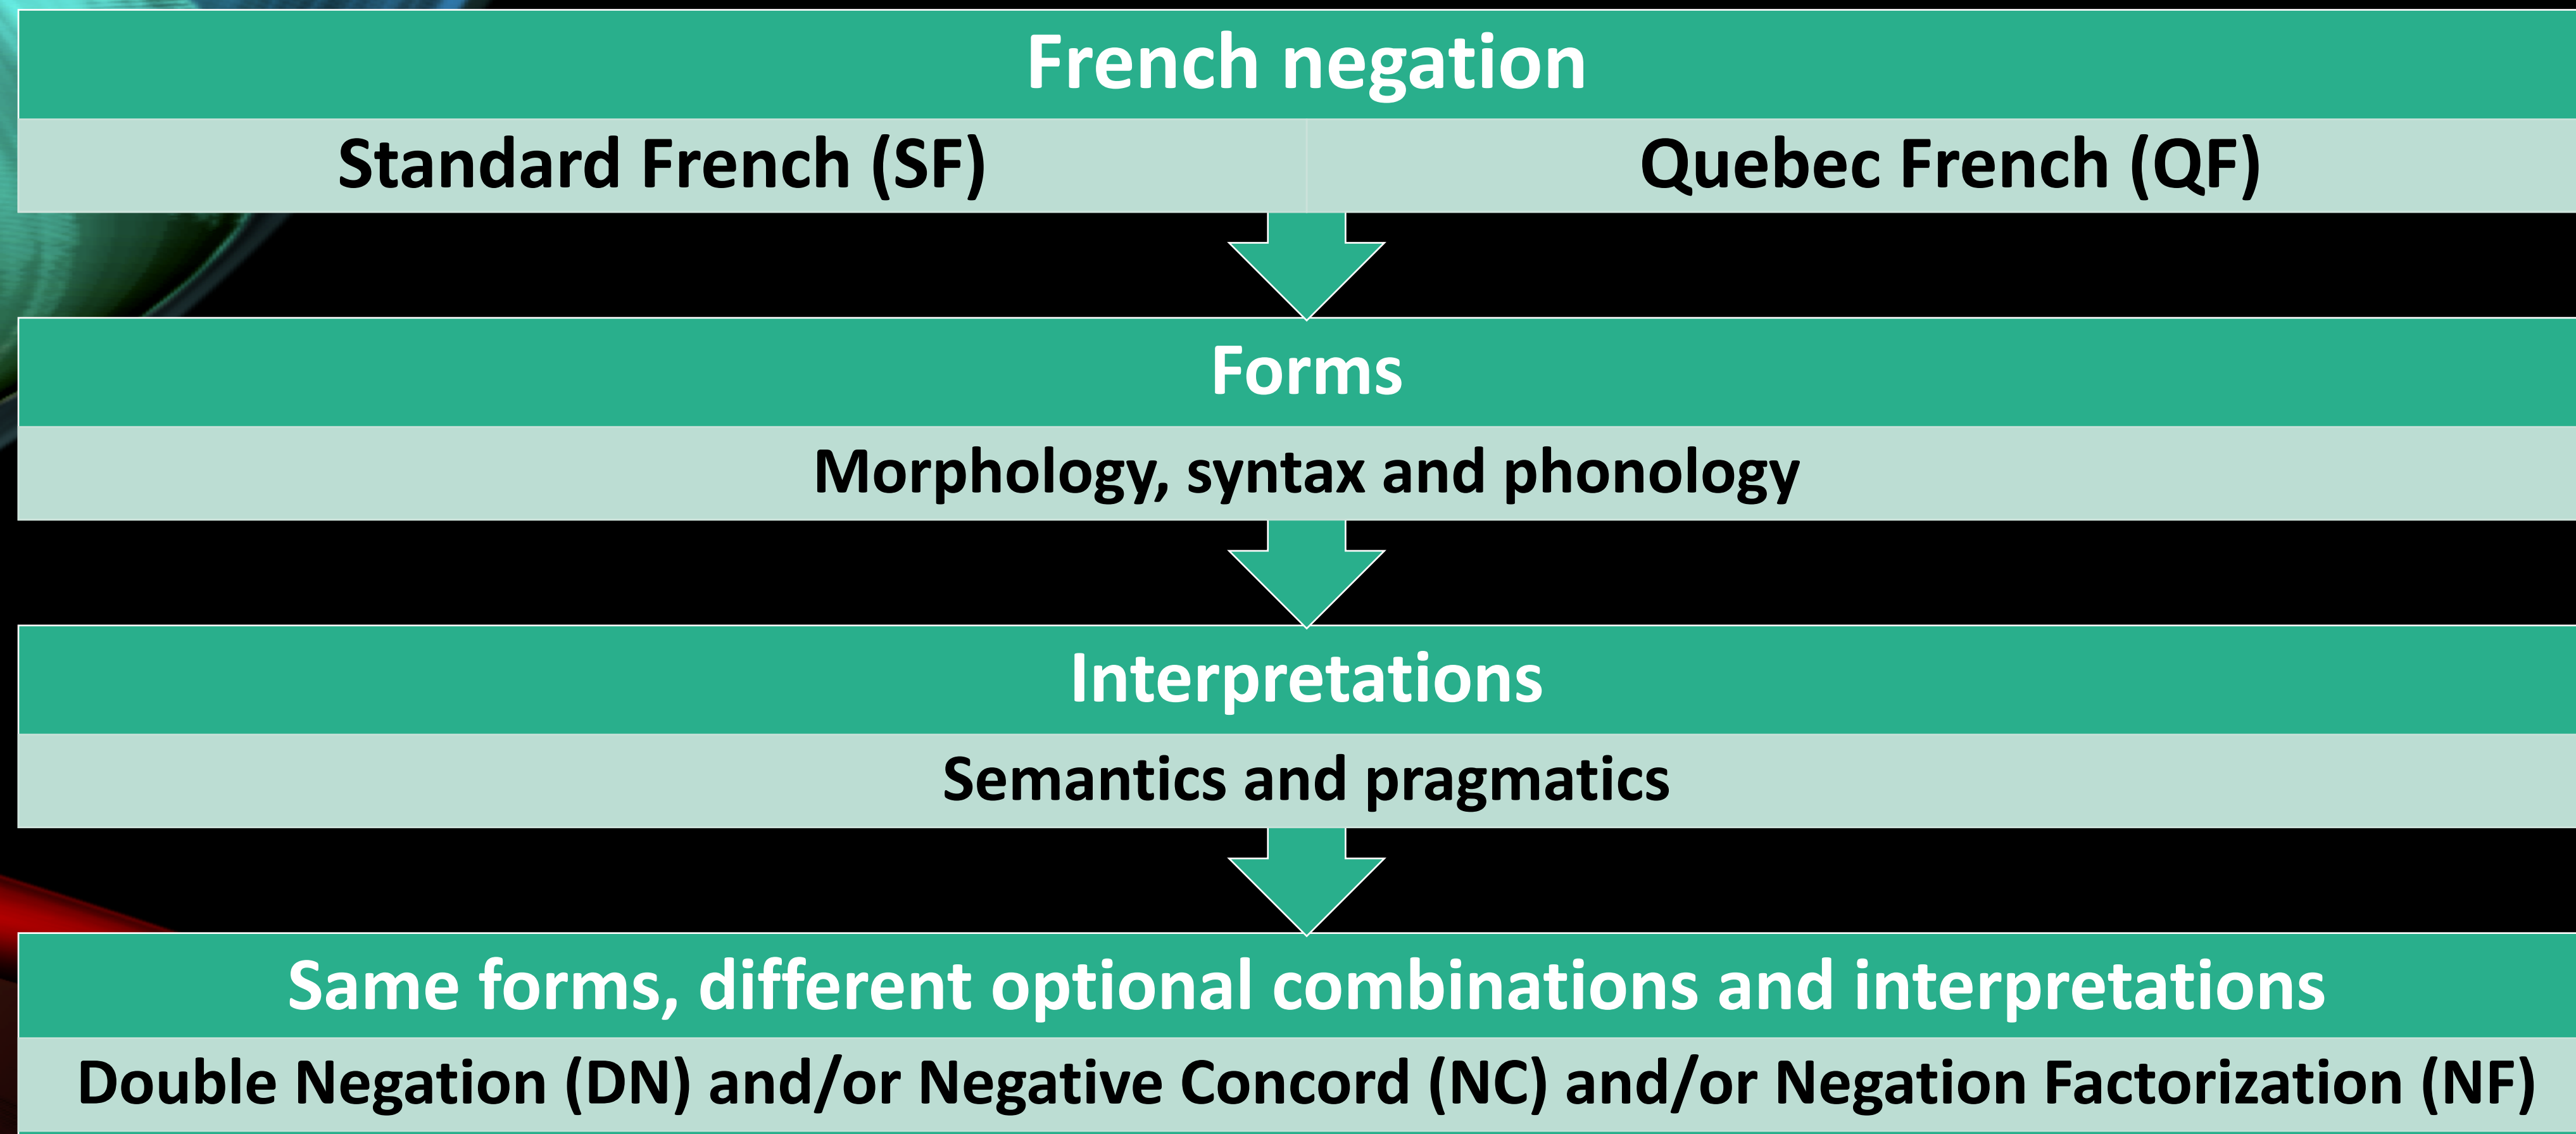 French negation
Standard French (SF)
Quebec French (QF)
Forms
Morphology, syntax and phonology
Interpretations
Semantics and pragmatics
Same forms, different optional combinations and interpretations
Double Negation (DN) and/or Negative Concord (NC) and/or Negation Factorization (NF)